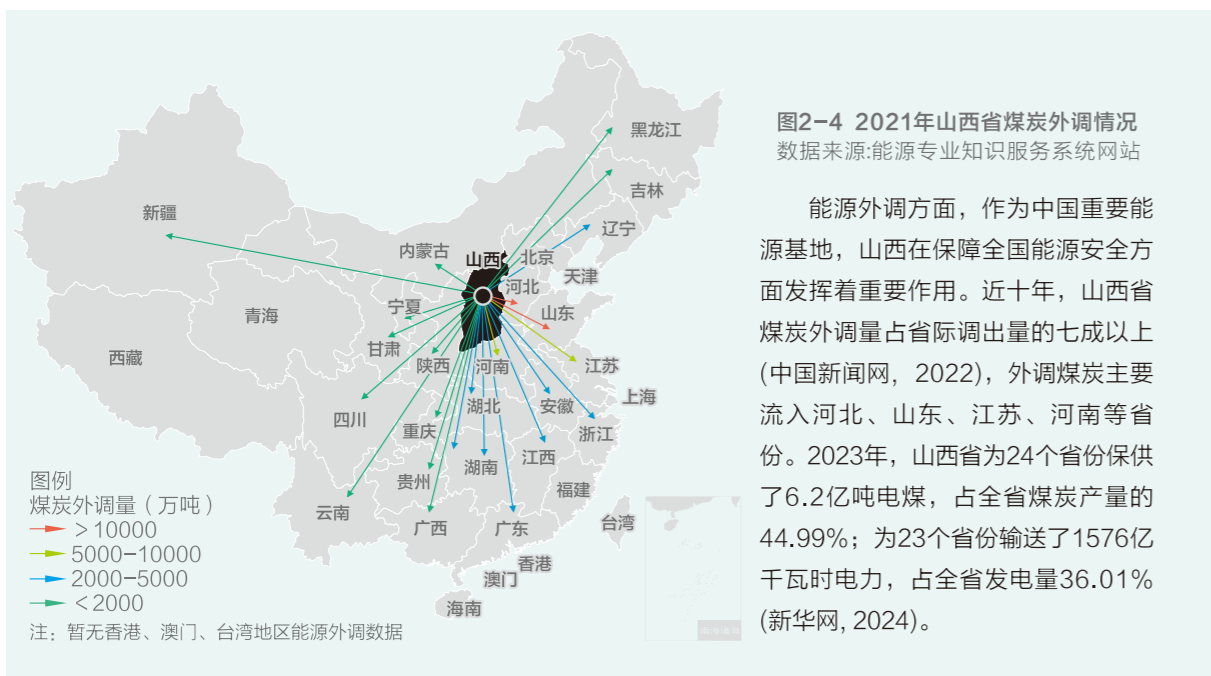 黑龙江
吉林
新疆
辽宁
内蒙古
山西
北京
天津
河北
宁夏
山东
青海
甘肃
西藏
陕西
河南
江苏
上海
湖北
安徽
四川
重庆
浙江
江西
湖南
贵州
福建
云南
广西
广东
台湾
香港
澳门
海南
图例
煤炭外调量（万吨）
>10000
5000-10000
2000-5000
<2000
注：暂无香港、澳门、台湾地区能源外调数据
图2-4 2021年山西省煤炭外调情况
数据来源:能源专业知识服务系统网站
能源外调方面，作为中国重要能
源基地，山西在保障全国能源安全方
面发挥着重要作用。近十年，山西省
煤炭外调量占省际调出量的七成以上
(中国新闻网，2022)，外调煤炭主要
流入河北、山东、江苏、河南等省
份。2023年，山西省为24个省份保供
了6.2亿吨电煤，占全省煤炭产量的
44.99%；为23个省份输送了1576亿
千瓦时电力，占全省发电量36.01%
(新华网, 2024)。